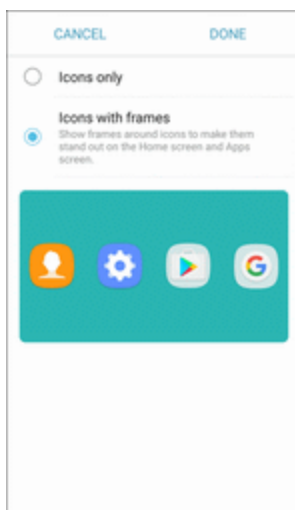 CANCEL DONE
Icons only
Icons with frames
Show frames around icons to make them
stand out on the Home screen and Apps
screen.
G